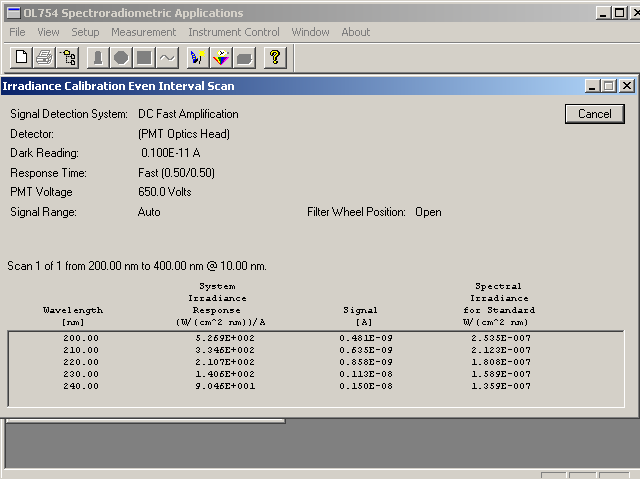 OL754 Spectroradiometric Applications
File View Setup Measurement Instrument Control Window About
Irradiance Calibration Even Interval Scan
Signal Detection System: DC Fast Amplification
Cancel
Detector: (PMT Optics Head)
Dark Reading: 0.100E-11 A
Response Time: Fast (0.50/0.50)
PMT Voltage 650.0 Volts
Signal Range: Auto Filter Wheel Position: Open
Scan 1 of 1 from 200.00 nm to 400.00 nm @ 10.00 nm.
System Spectral
Irradiance Irradiance
Wavelength Response Signal for Standard
[nm] (W/(cm^2 nm))/A [A] W/(cm^2 nm)
200.00 5.269E+002 0.481E-09 2.535E-007
210.00 3.346E+002 0.635E-09 2.123E-007
220.00 2.107E+002 0.858E-09 1.808E-007
230.00 1.406E+002 0.113E-08 1.589E-007
240.00 9.046E+001 0.150E-08 1.359E-007